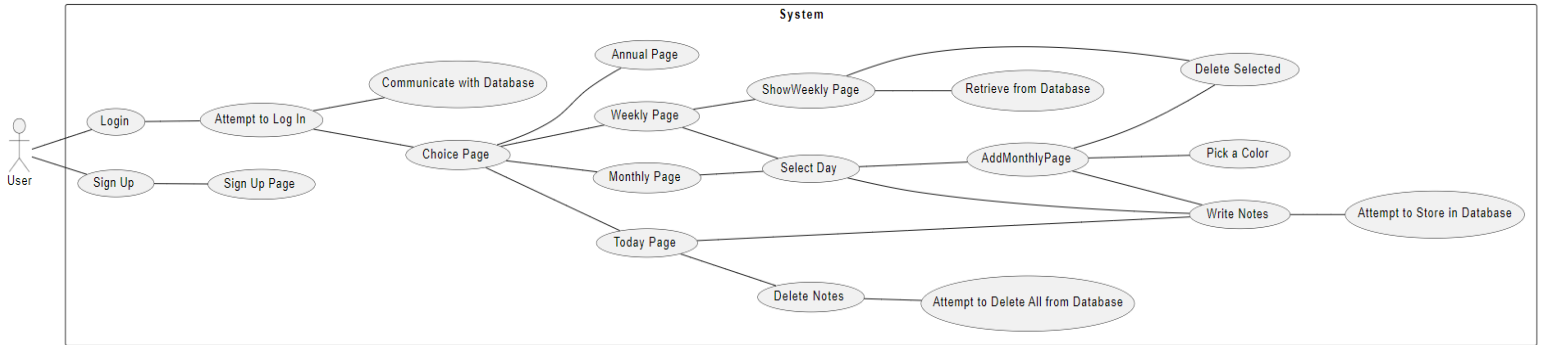 System
Annual Page
Communicate with Database
ShowWeekly Page
Delete Selected
Retrieve from Database
Login
Attempt to Log In
Weekly Page
Choice Page
AddMonthlyPage
Pick a Color
User
Sign Up
Sign Up Page
Monthly Page
Select Day
Write Notes
Attempt to Store in Database
Today Page
Delete Notes
Attempt to Delete All from Database